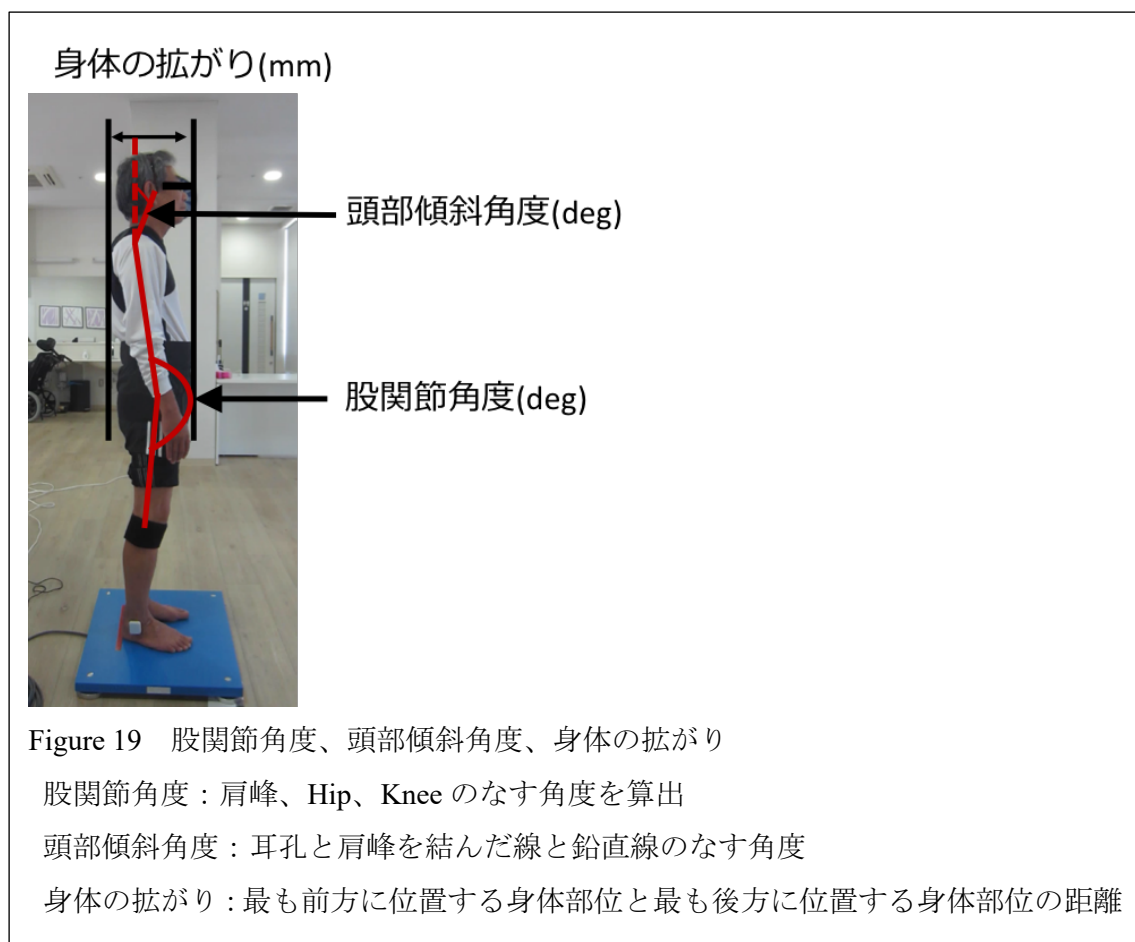 身体の拡がり(mm)
頭部傾斜角度(deg)
股関節角度(deg)
Figure 19　股関節角度、頭部傾斜角度、身体の拡がり
股関節角度：肩峰、Hip、Knee のなす角度を算出
頭部傾斜角度：耳孔と肩峰を結んだ線と鉛直線のなす角度
身体の拡がり：最も前方に位置する身体部位と最も後方に位置する身体部位の距離